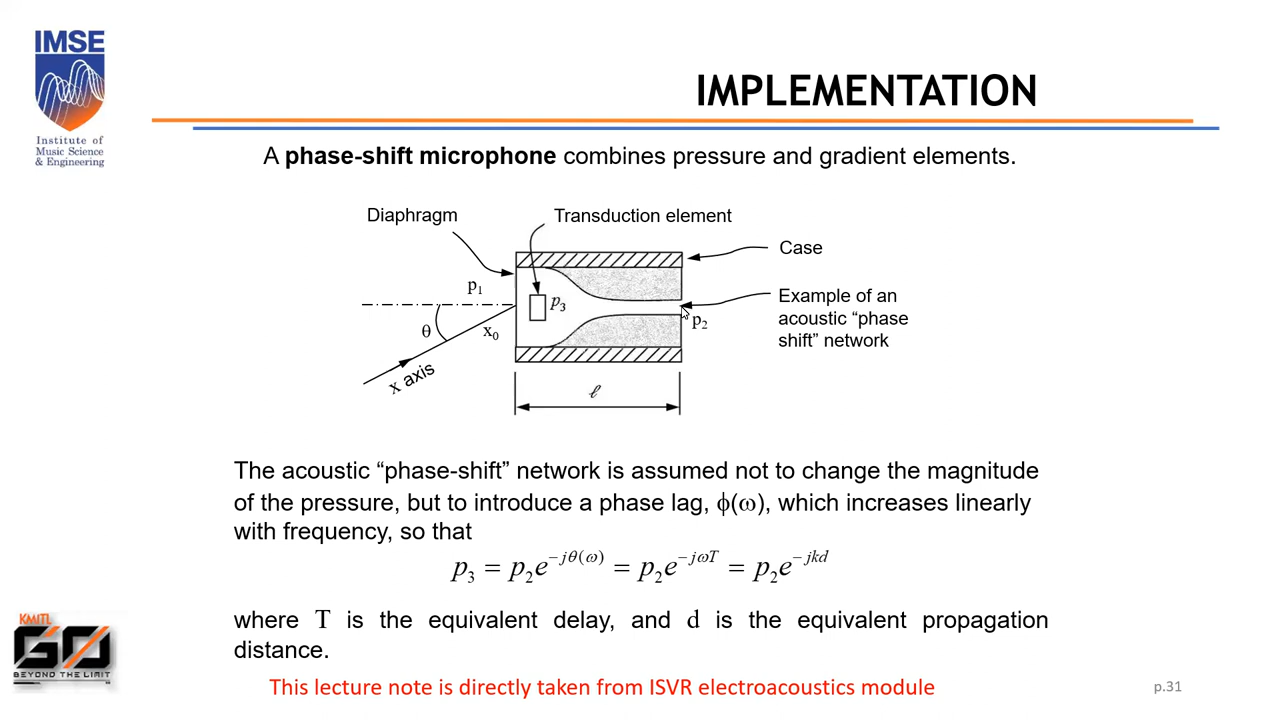 IMSE
Institute of
Music Science
& Engineering
IMPLEMENTATION
A phase-shift microphone combines pressure and gradient elements.
Diaphragm
Transduction element
Case
p1
p3
Example of an
acoustic “phase
shift” network
p2
θ
x0
x axis
ℓ
The acoustic “phase-shift” network is assumed not to change the magnitude
of the pressure, but to introduce a phase lag, ϕ(ω), which increases linearly
with frequency, so that
p₃ = p₂e^{−jθ(ω)} = p₂e^{−jωT} = p₂e^{−jkd}
where T is the equivalent delay, and d is the equivalent propagation
distance.
KMITL
GO
BEYOND THE LIMIT
This lecture note is directly taken from ISVR electroacoustics module
p.31